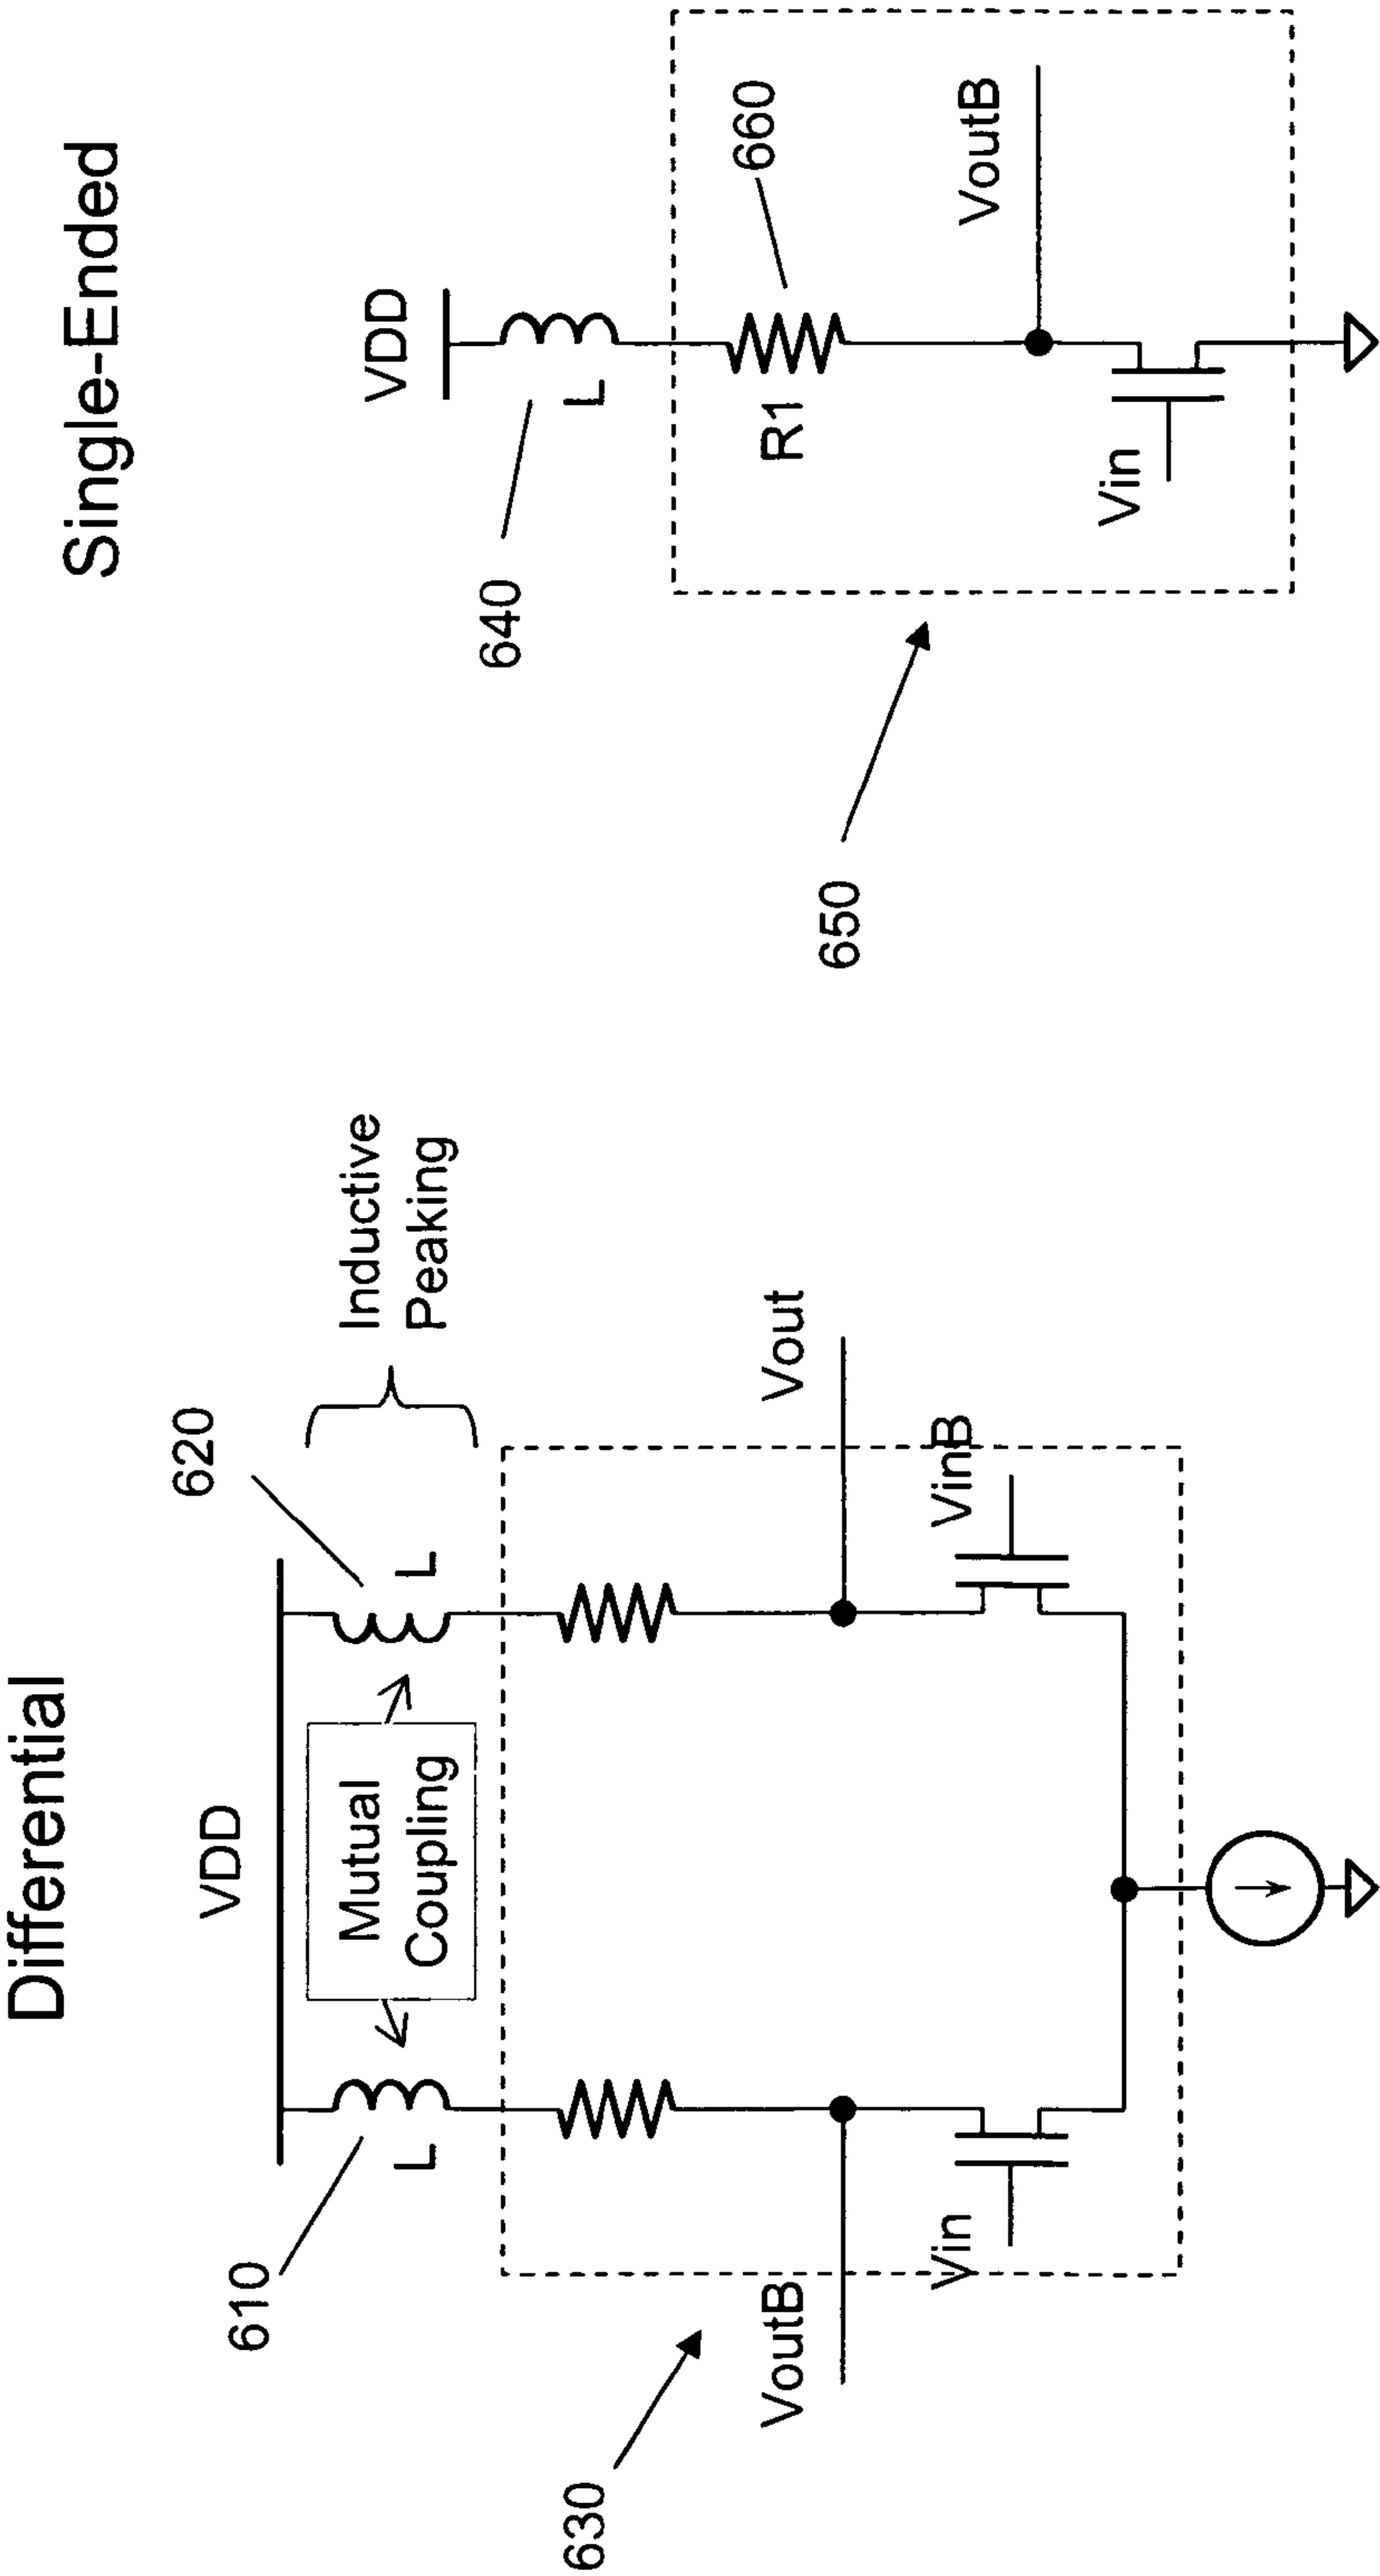 Differential
VDD
610
L
Mutual
Coupling
L
620
Inductive
Peaking
630
VoutB
Vout
Vin
VinB
Single-Ended
VDD
640
L
650
R1
660
VoutB
Vin